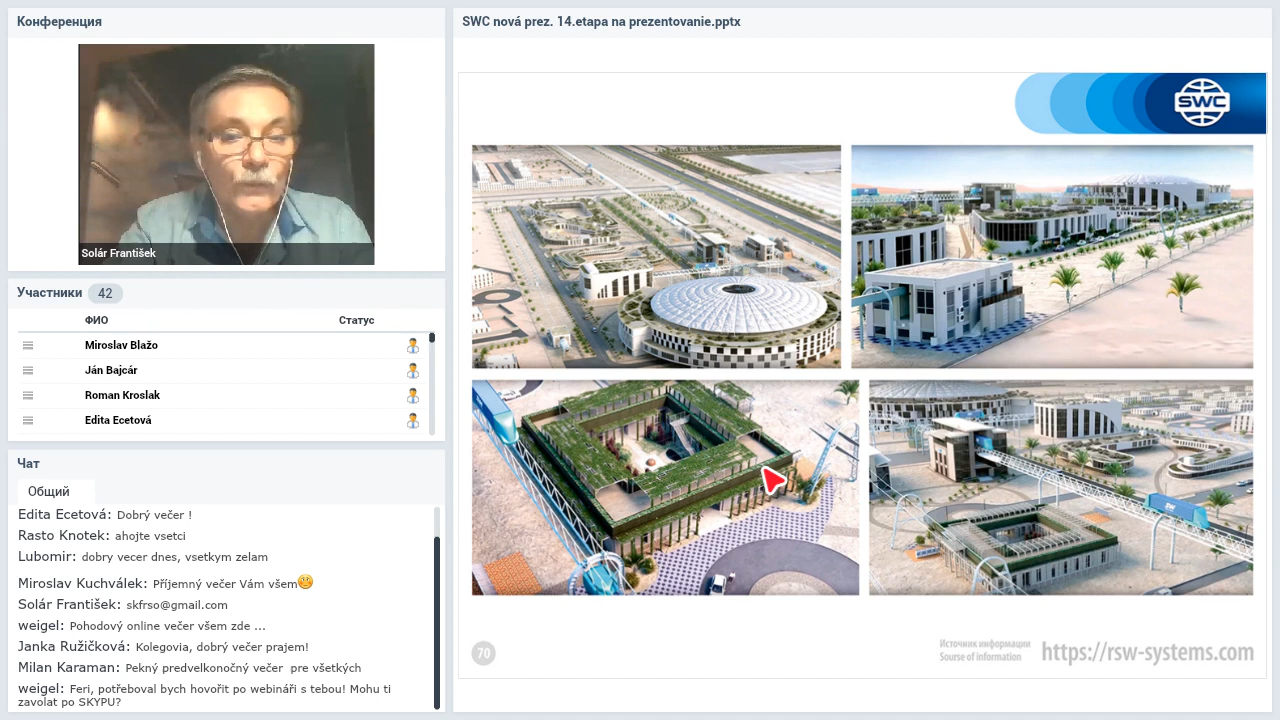 Конференция
Solár František
Участники 42
ФИО Статус
Miroslav Blažo
Ján Bajcár
Roman Kroslak
Edita Ecetová
Чат
Общий
Edita Ecetová: Dobrý večer !
Rasto Knotek: ahojte vsetci
Lubomir: dobry vecer dnes, vsetkym zelam
Miroslav Kuchválek: Příjemný večer Vám všem
Solár František: skfrso@gmail.com
weigel: Pohodový online večer všem zde ...
Janka Ružičková: Kolegovia, dobrý večer prajem!
Milan Karaman: Pekný predvelkonočný večer pre všetkých
weigel: Feri, potřeboval bych hovořit po webináři s tebou! Mohu ti
zavolat po SKYPU?
SWC nová prez. 14.etapa na prezentovanie.pptx
SWC
70
Источник информации
Sourse of information
https://rsw-systems.com